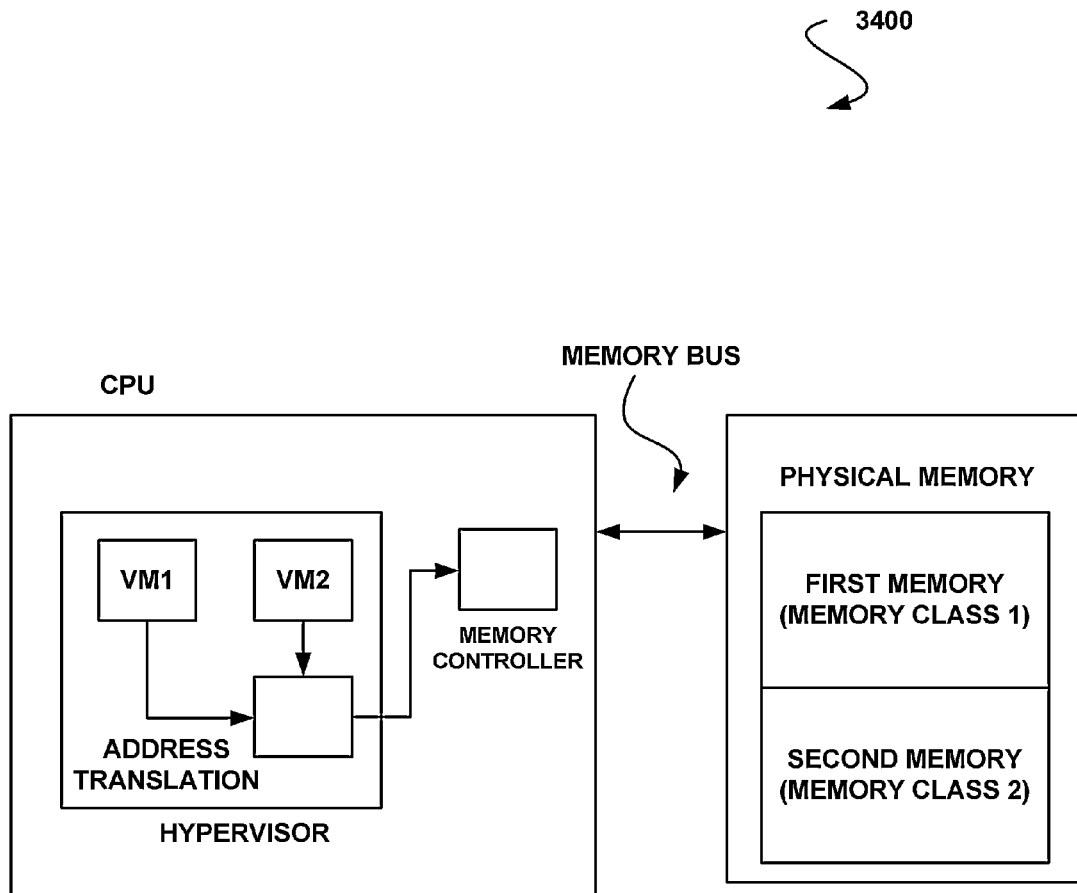 3400
MEMORY BUS
CPU
PHYSICAL MEMORY
VM1
VM2
FIRST MEMORY
(MEMORY CLASS 1)
MEMORY
CONTROLLER
ADDRESS
TRANSLATION
SECOND MEMORY
(MEMORY CLASS 2)
HYPERVISOR